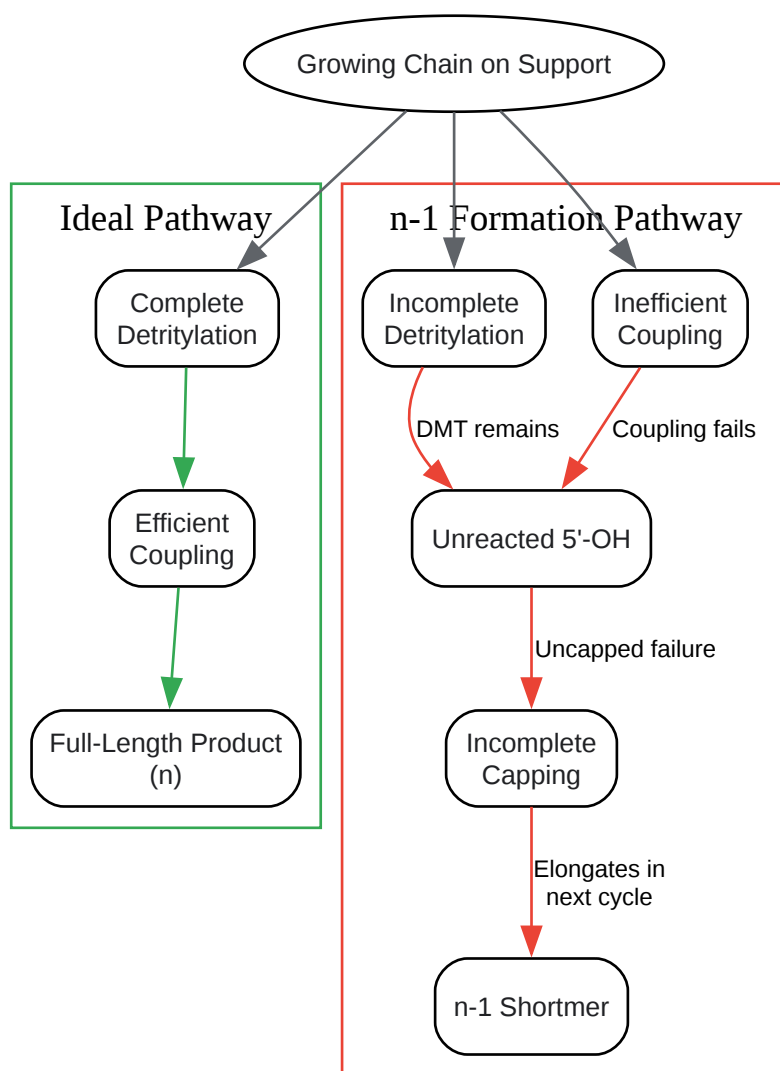 Growing Chain on Support
Ideal Pathway
n-1 Formation Pathway
Complete
Detritylation
Incomplete
Detritylation
Inefficient
Coupling
DMT remains
Coupling fails
Efficient
Coupling
Unreacted 5'-OH
Uncapped failure
Full-Length Product
(n)
Incomplete
Capping
Elongates in
next cycle
n-1 Shortmer